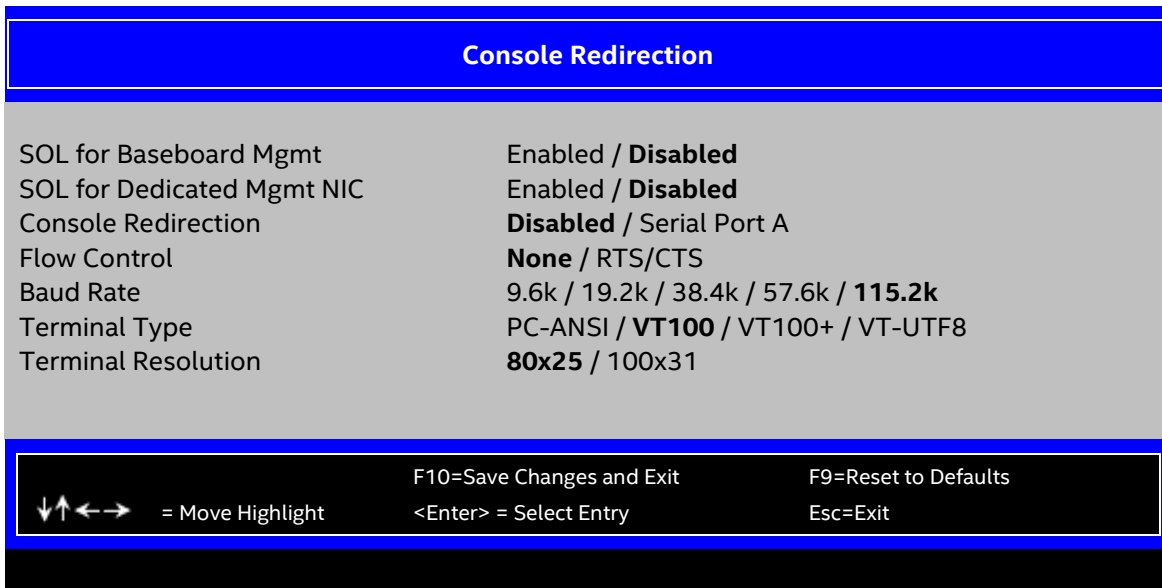 Console Redirection
SOL for Baseboard Mgmt Enabled / Disabled
SOL for Dedicated Mgmt NIC Enabled / Disabled
Console Redirection Disabled / Serial Port A
Flow Control None / RTS/CTS
Baud Rate 9.6k / 19.2k / 38.4k / 57.6k / 115.2k
Terminal Type PC-ANSI / VT100 / VT100+ / VT-UTF8
Terminal Resolution 80x25 / 100x31
F10=Save Changes and Exit F9=Reset to Defaults
↓↑←→ = Move Highlight <Enter> = Select Entry Esc=Exit